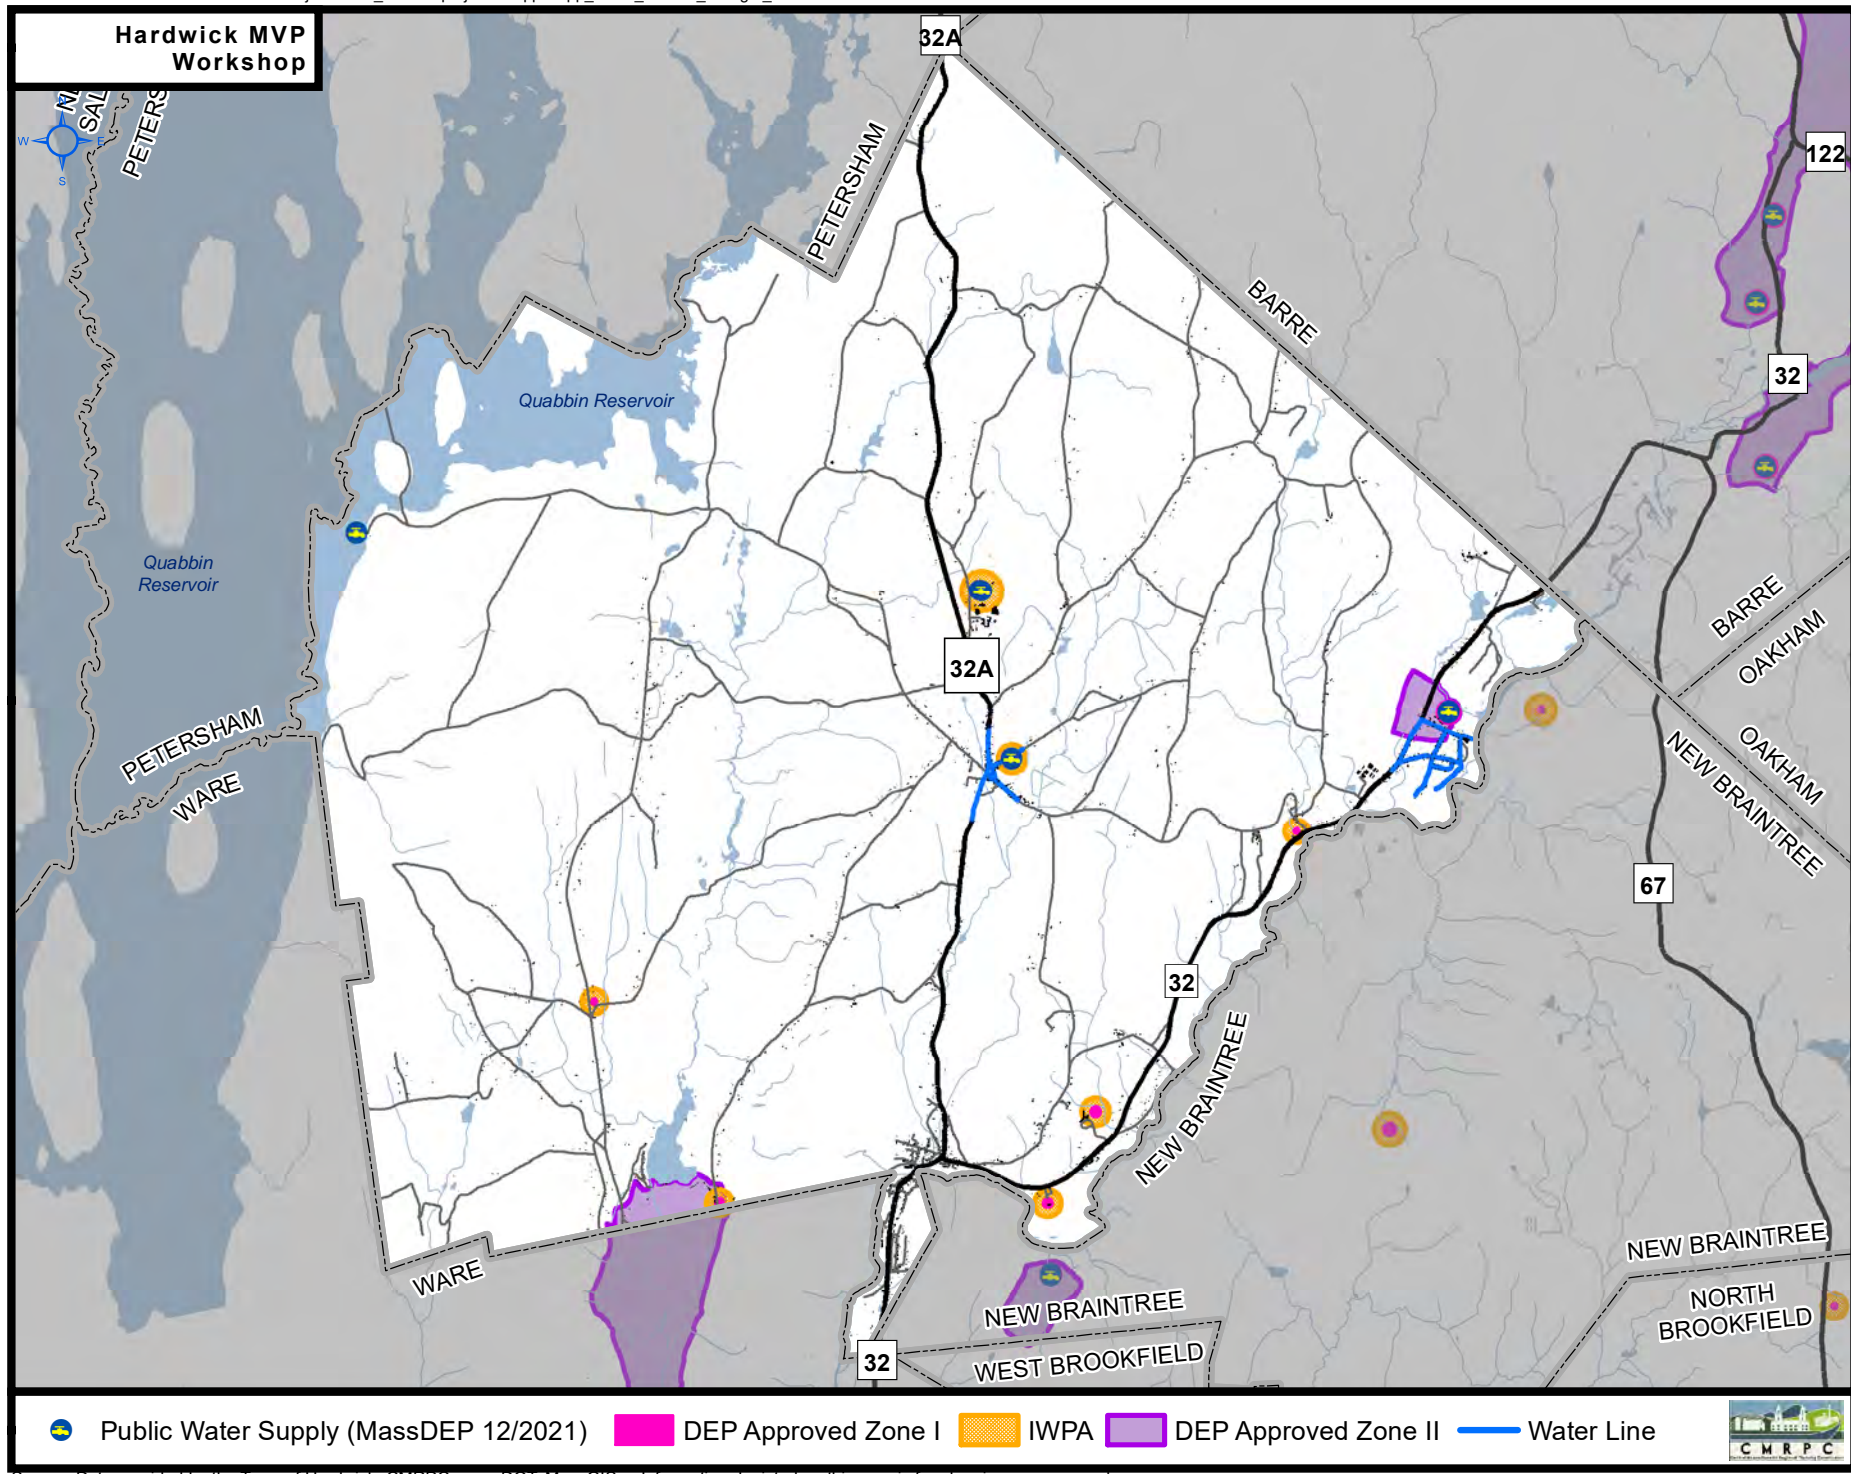 Hardwick MVP
Workshop
32A
PETERSHAM
SAL
PETERS
N
W
E
S
122
BARRE
32
Quabbin Reservoir
Quabbin
Reservoir
32A
BARRE
OAKHAM
PETERSHAM
WARE
OAKHAM
NEW BRAINTREE
67
32
NEW BRAINTREE
WARE
NEW BRAINTREE
WEST BROOKFIELD
32
NEW BRAINTREE
NORTH
BROOKFIELD
Public Water Supply (MassDEP 12/2021)
DEP Approved Zone I
IWPA
DEP Approved Zone II
Water Line
CMRPC